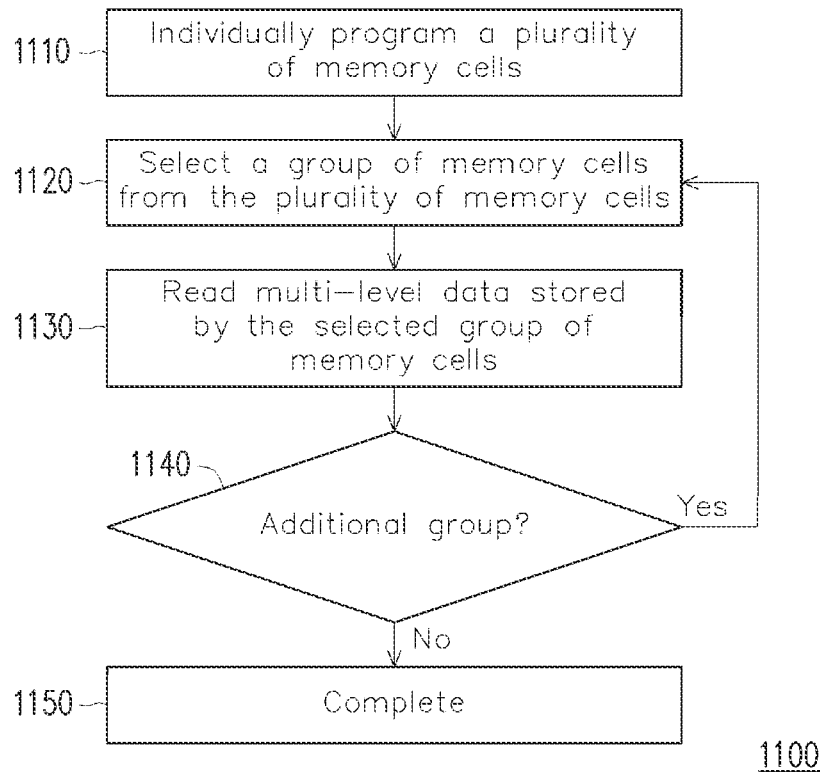 1110
Individually program a plurality
of memory cells
1120
Select a group of memory cells
from the plurality of memory cells
1130
Read multi-level data stored
by the selected group of
memory cells
1140
Additional group?
Yes
No
1150
Complete
1100